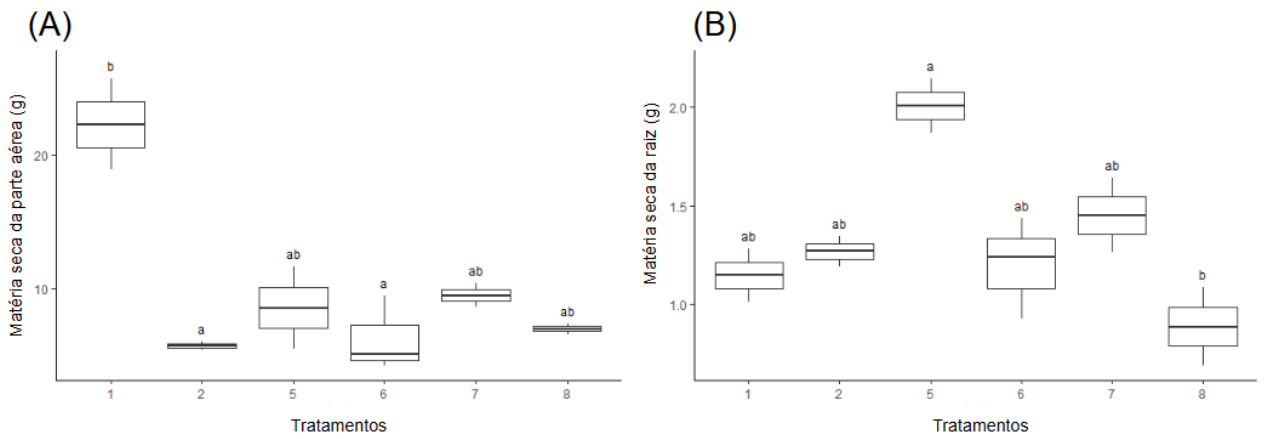 (A)
Matéria seca da parte aérea (g)
20
10
b
a
ab
a
ab
ab
1 2 5 6 7 8
Tratamentos
(B)
Matéria seca da raiz (g)
2.0
1.5
1.0
ab
ab
a
ab
ab
b
1 2 5 6 7 8
Tratamentos